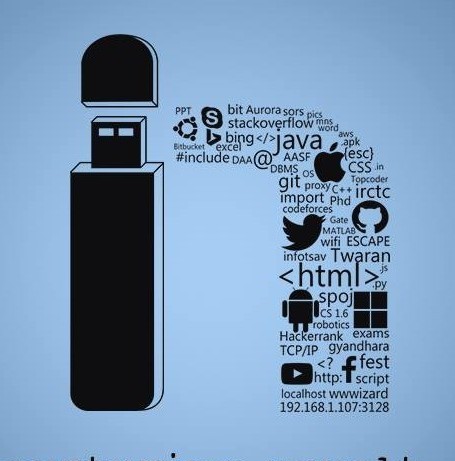 PPT bit Aurora sors pics
stackoverflow mns
word
bing </> java aws
.apk
Bitbucket excel
#include DAA @ AASF {esc}
DBMS OS CSS .in
git proxy Topcoder
C++ irctc
import Phd
codeforces
Gate
MATLAB
wifi ESCAPE
infotsav Twaran
<html> .js
.py
spoj
CS 1.6
robotics
Hackerrank exams
TCP/IP gyandhara
<? fest
http: script
localhost wwwizard
192.168.1.107:3128